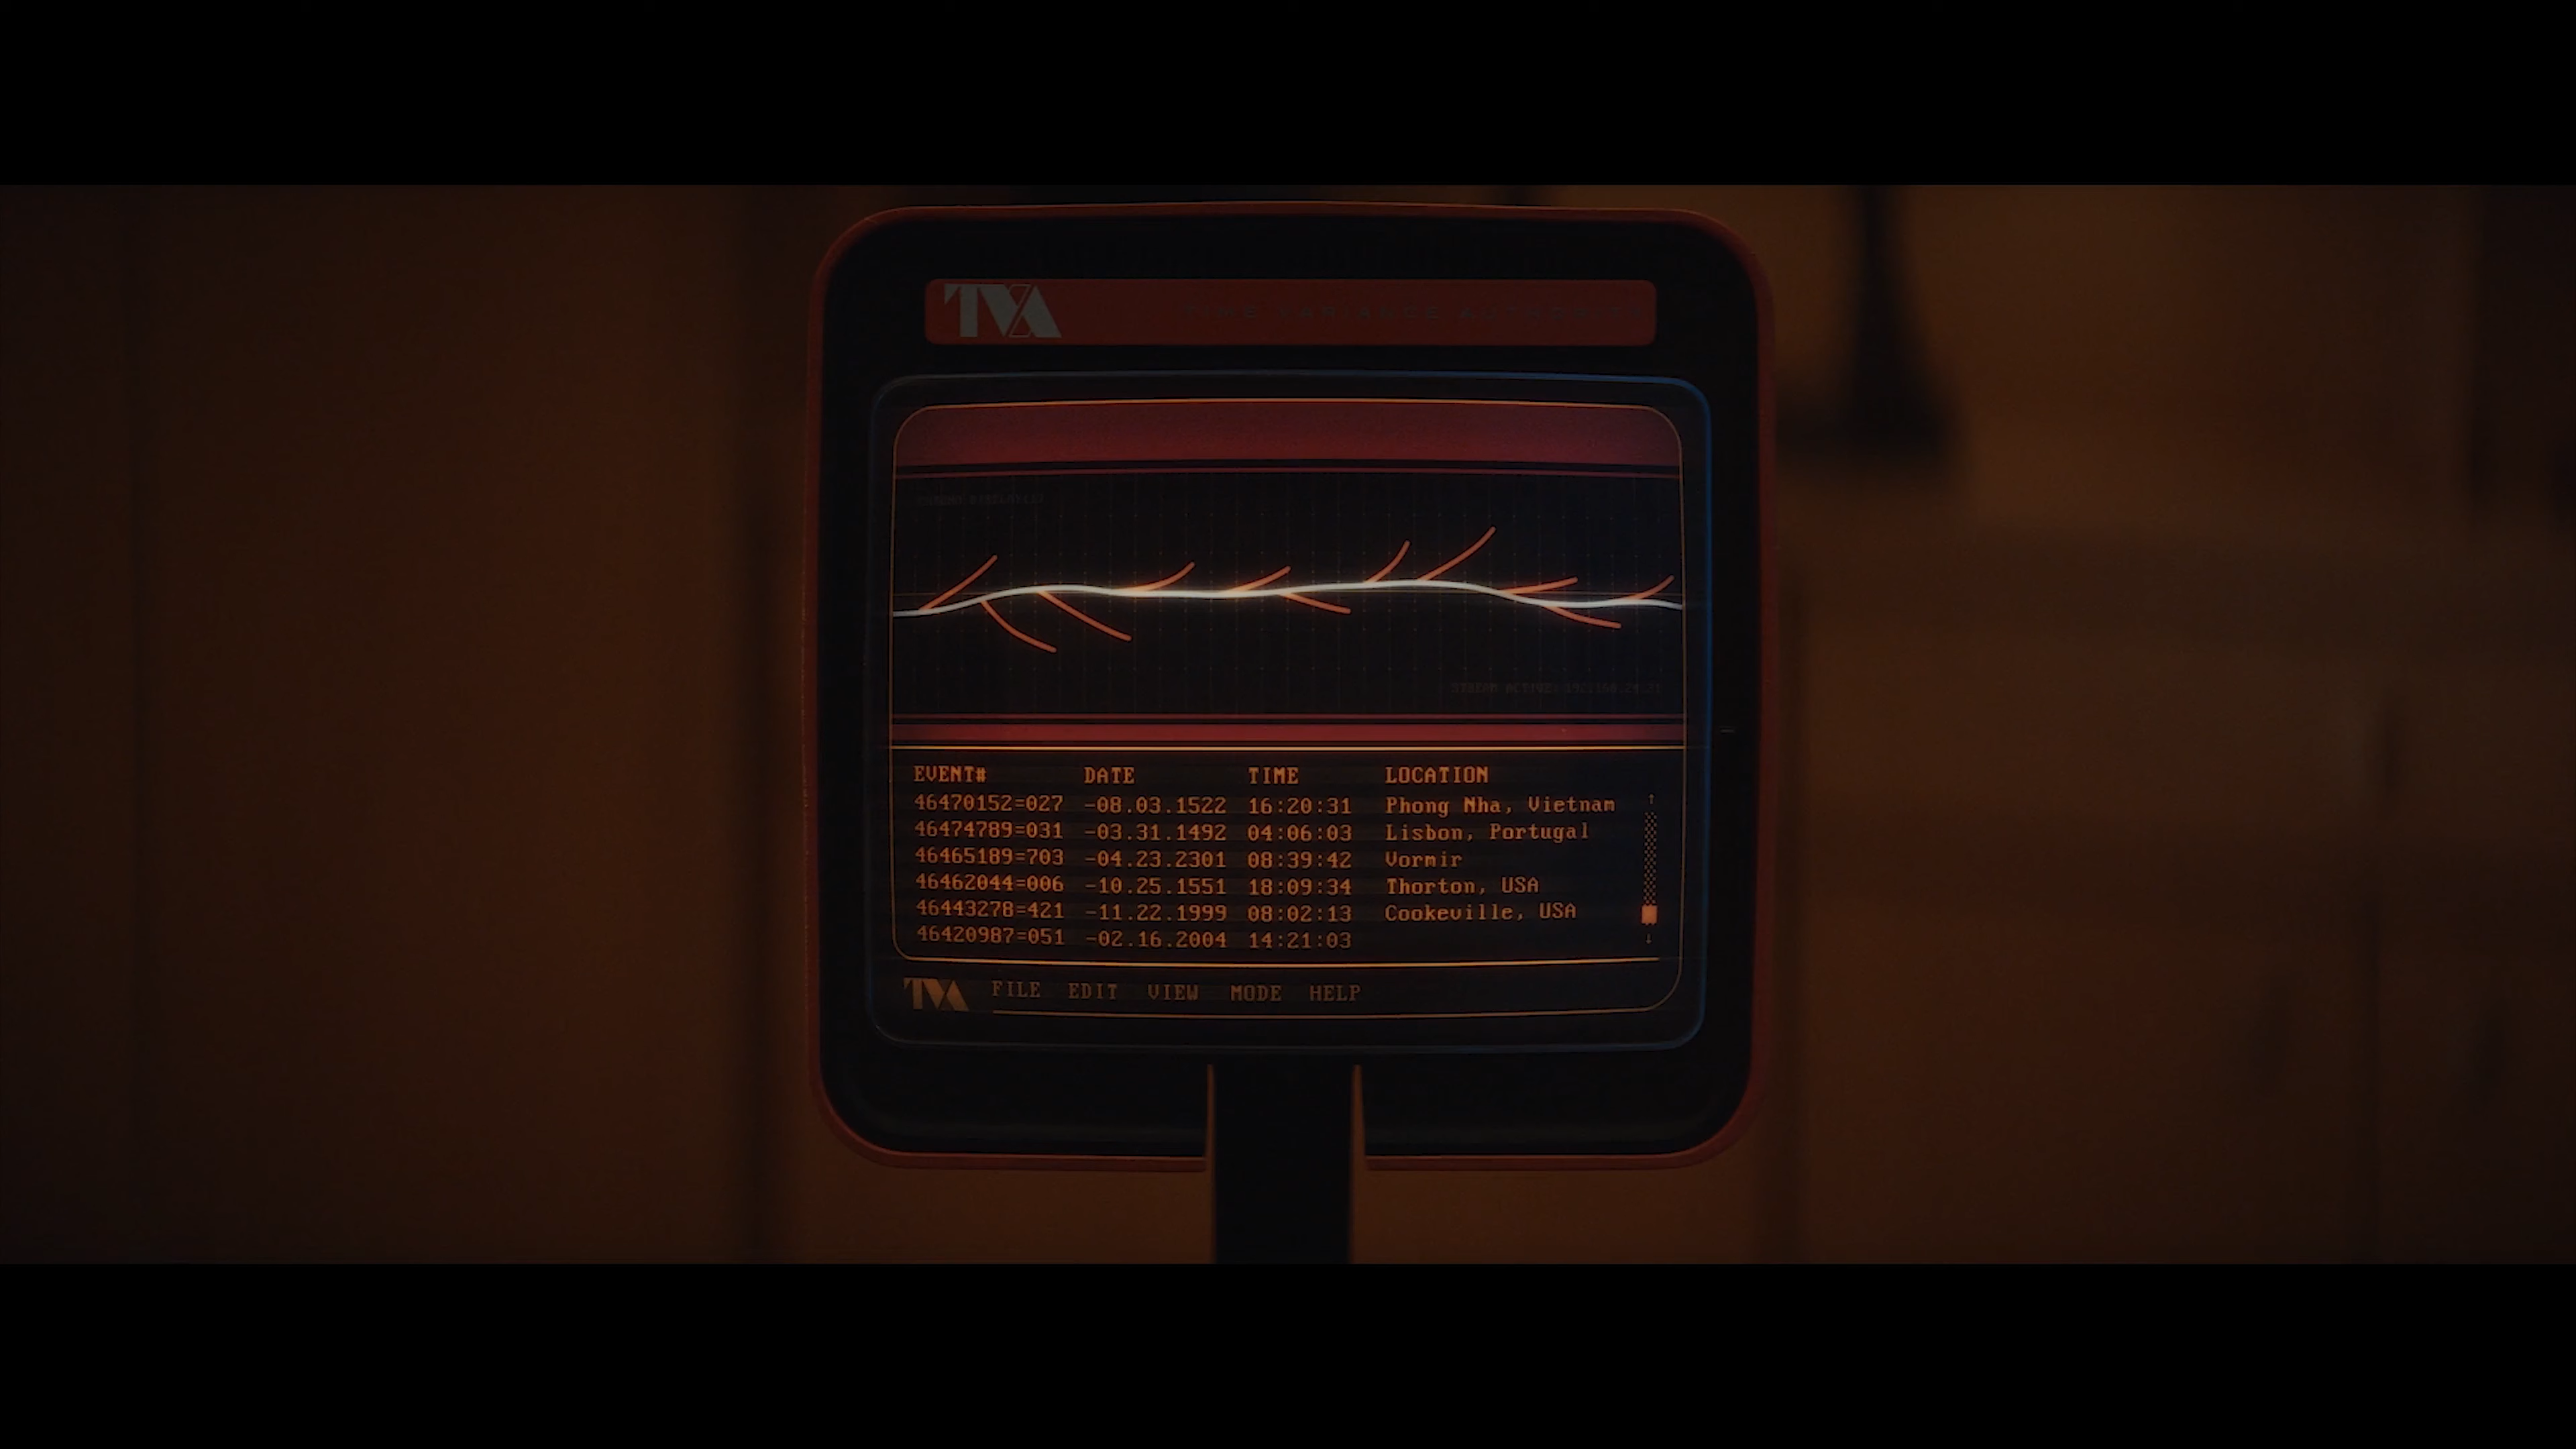 TVA TIME VARIANCE AUTHORITY
EVENT# DATE TIME LOCATION
46470152=027 -08.03.1522 16:20:31 Phong Nha, Vietnam
46474789=031 -03.31.1492 04:06:03 Lisbon, Portugal
46465189=703 -04.23.2301 08:39:42 Vormir
46462044=006 -10.25.1551 18:09:34 Thorton, USA
46443278=421 -11.22.1999 08:02:13 Cookeville, USA
46420987=051 -02.16.2004 14:21:03
TVA FILE EDIT VIEW MODE HELP